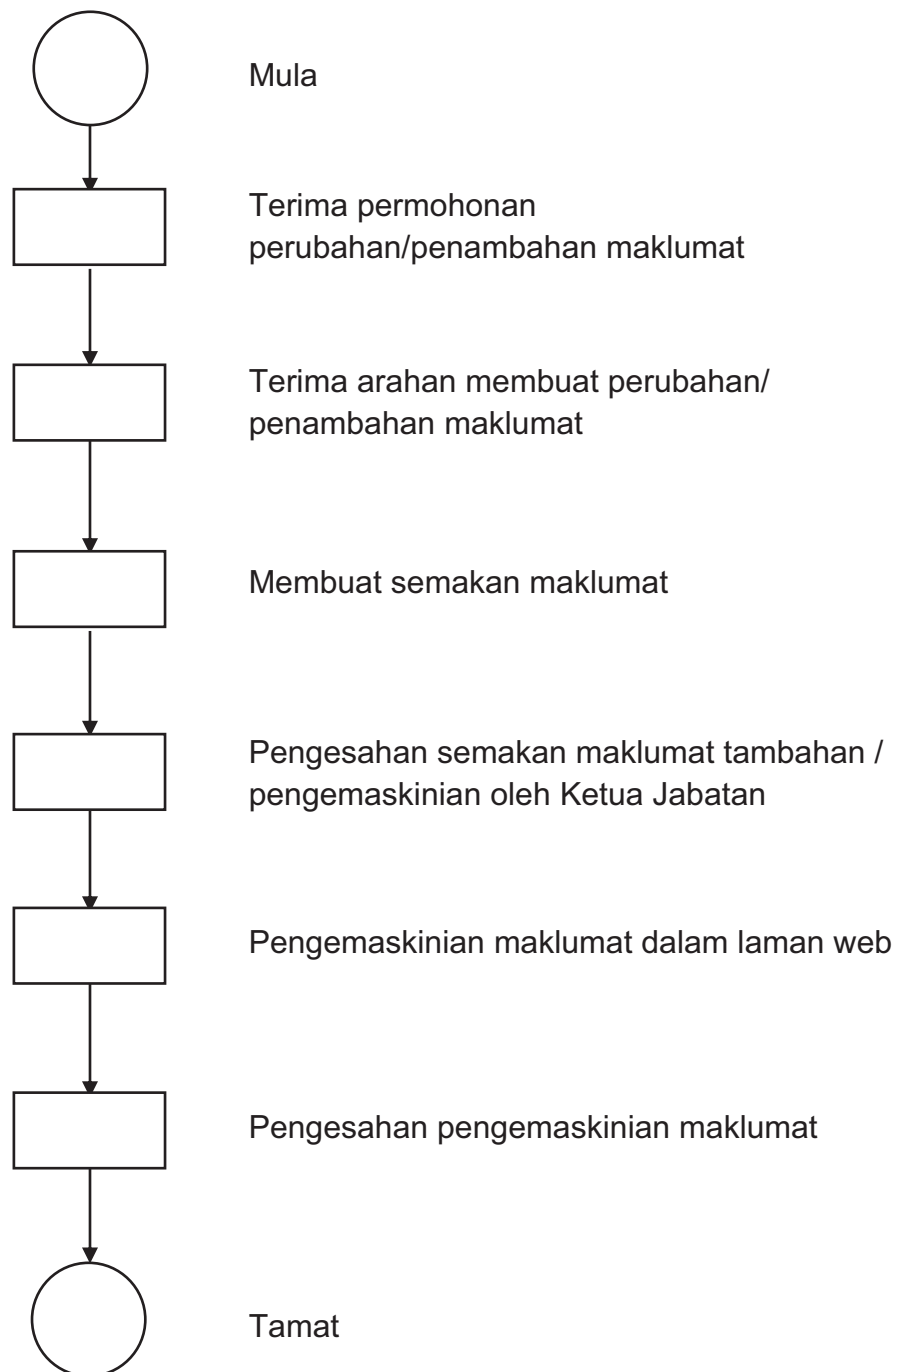 Mula
Terima permohonan
perubahan/penambahan maklumat
Terima arahan membuat perubahan/
penambahan maklumat
Membuat semakan maklumat
Pengesahan semakan maklumat tambahan /
pengemaskinian oleh Ketua Jabatan
Pengemaskinian maklumat dalam laman web
Pengesahan pengemaskinian maklumat
Tamat